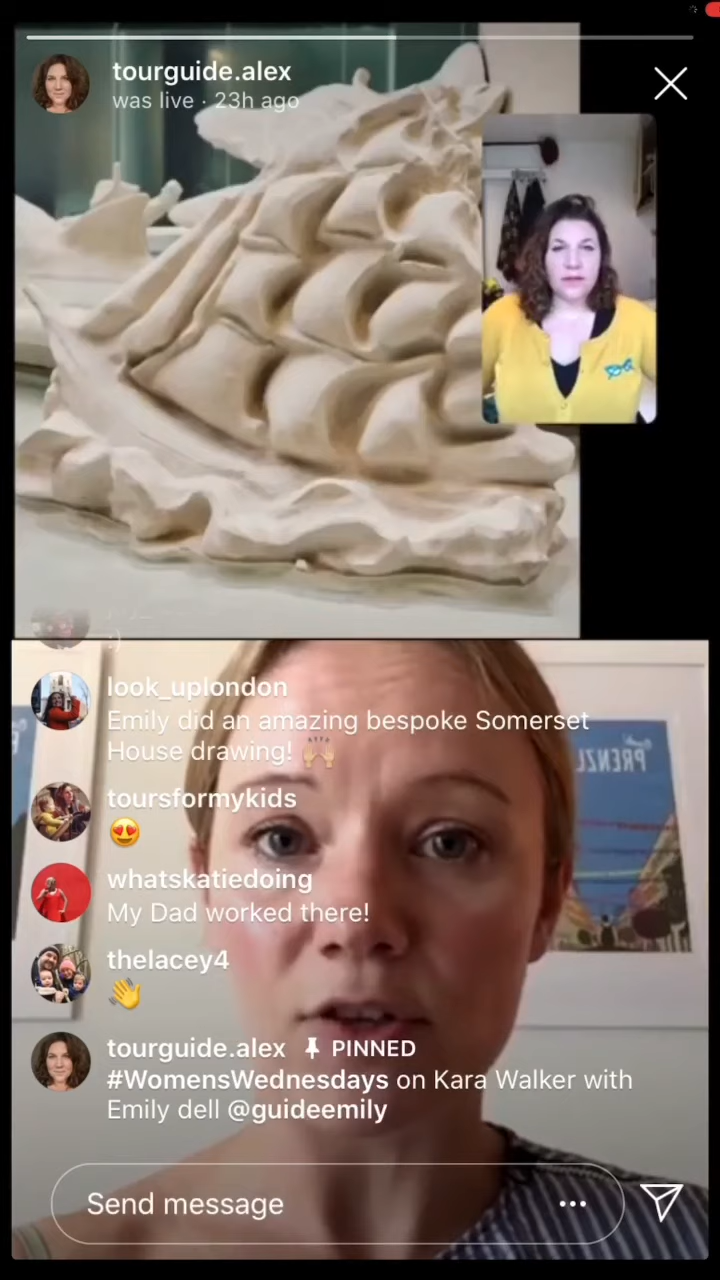 tourguide.alex
was live · 23h ago
:)
look_uplondon
Emily did an amazing bespoke Somerset
House drawing! 🙌🏼
toursformykids
😍
whatskatiedoing
My Dad worked there!
thelacey4
👋
tourguide.alex 📌 PINNED
#WomensWednesdays on Kara Walker with
Emily dell @guideemily
PRENZL
Send message